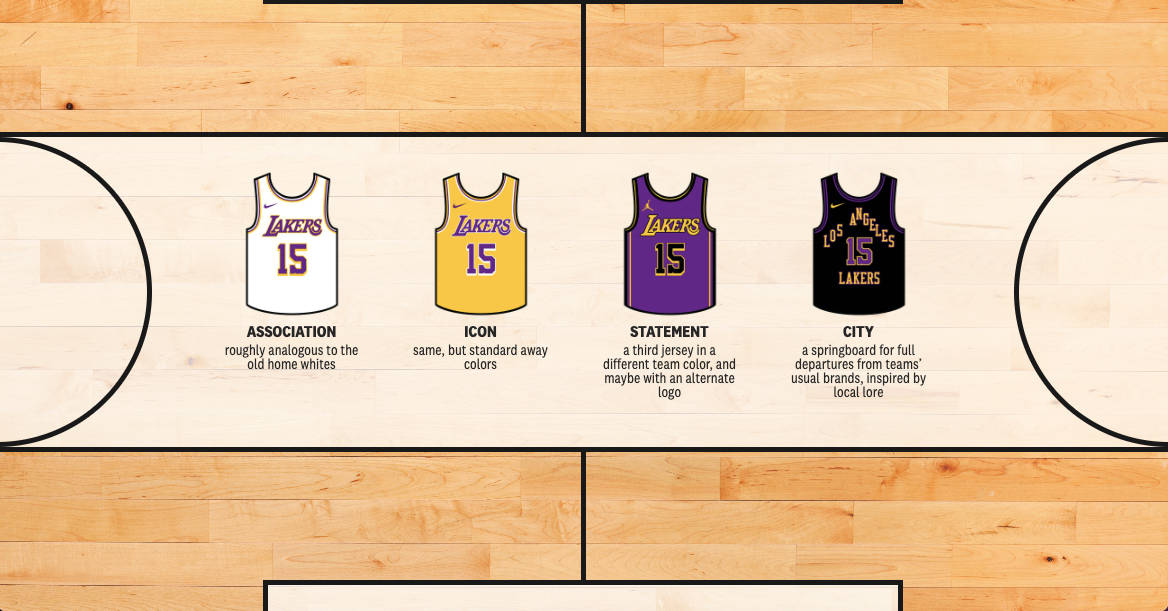 LAKERS
15
LAKERS
15
LAKERS
15
LOS ANGELES
15
LAKERS
ASSOCIATION
roughly analogous to the
old home whites
ICON
same, but standard away
colors
STATEMENT
a third jersey in a
different team color, and
maybe with an alternate
logo
CITY
a springboard for full
departures from teams’
usual brands, inspired by
local lore